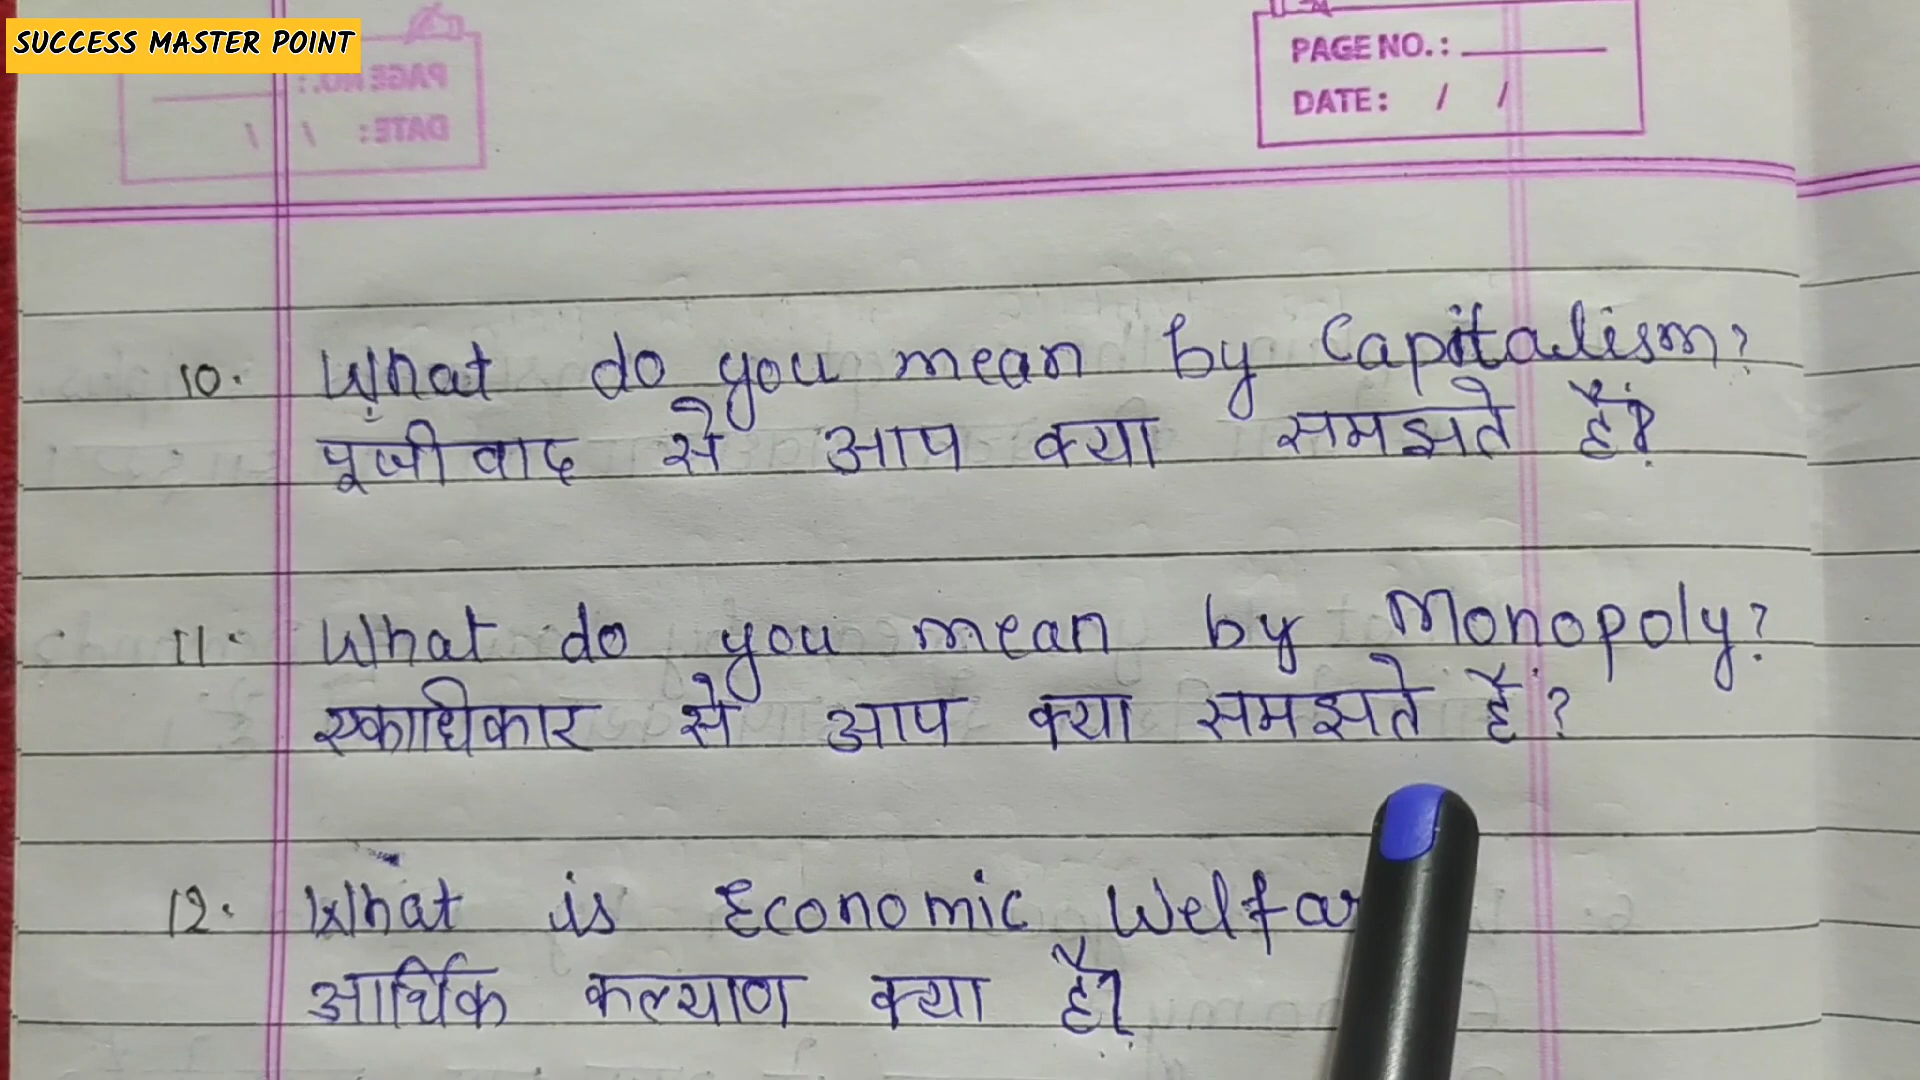 SUCCESS MASTER POINT
PAGE NO.:
DATE: / /
10. What do you mean by Capitalism?
पूंजीवाद से आप क्या समझते हैं?
11. What do you mean by Monopoly?
एकाधिकार से आप क्या समझते हैं?
12. What is Economic Welfar
आर्थिक कल्याण क्या है?